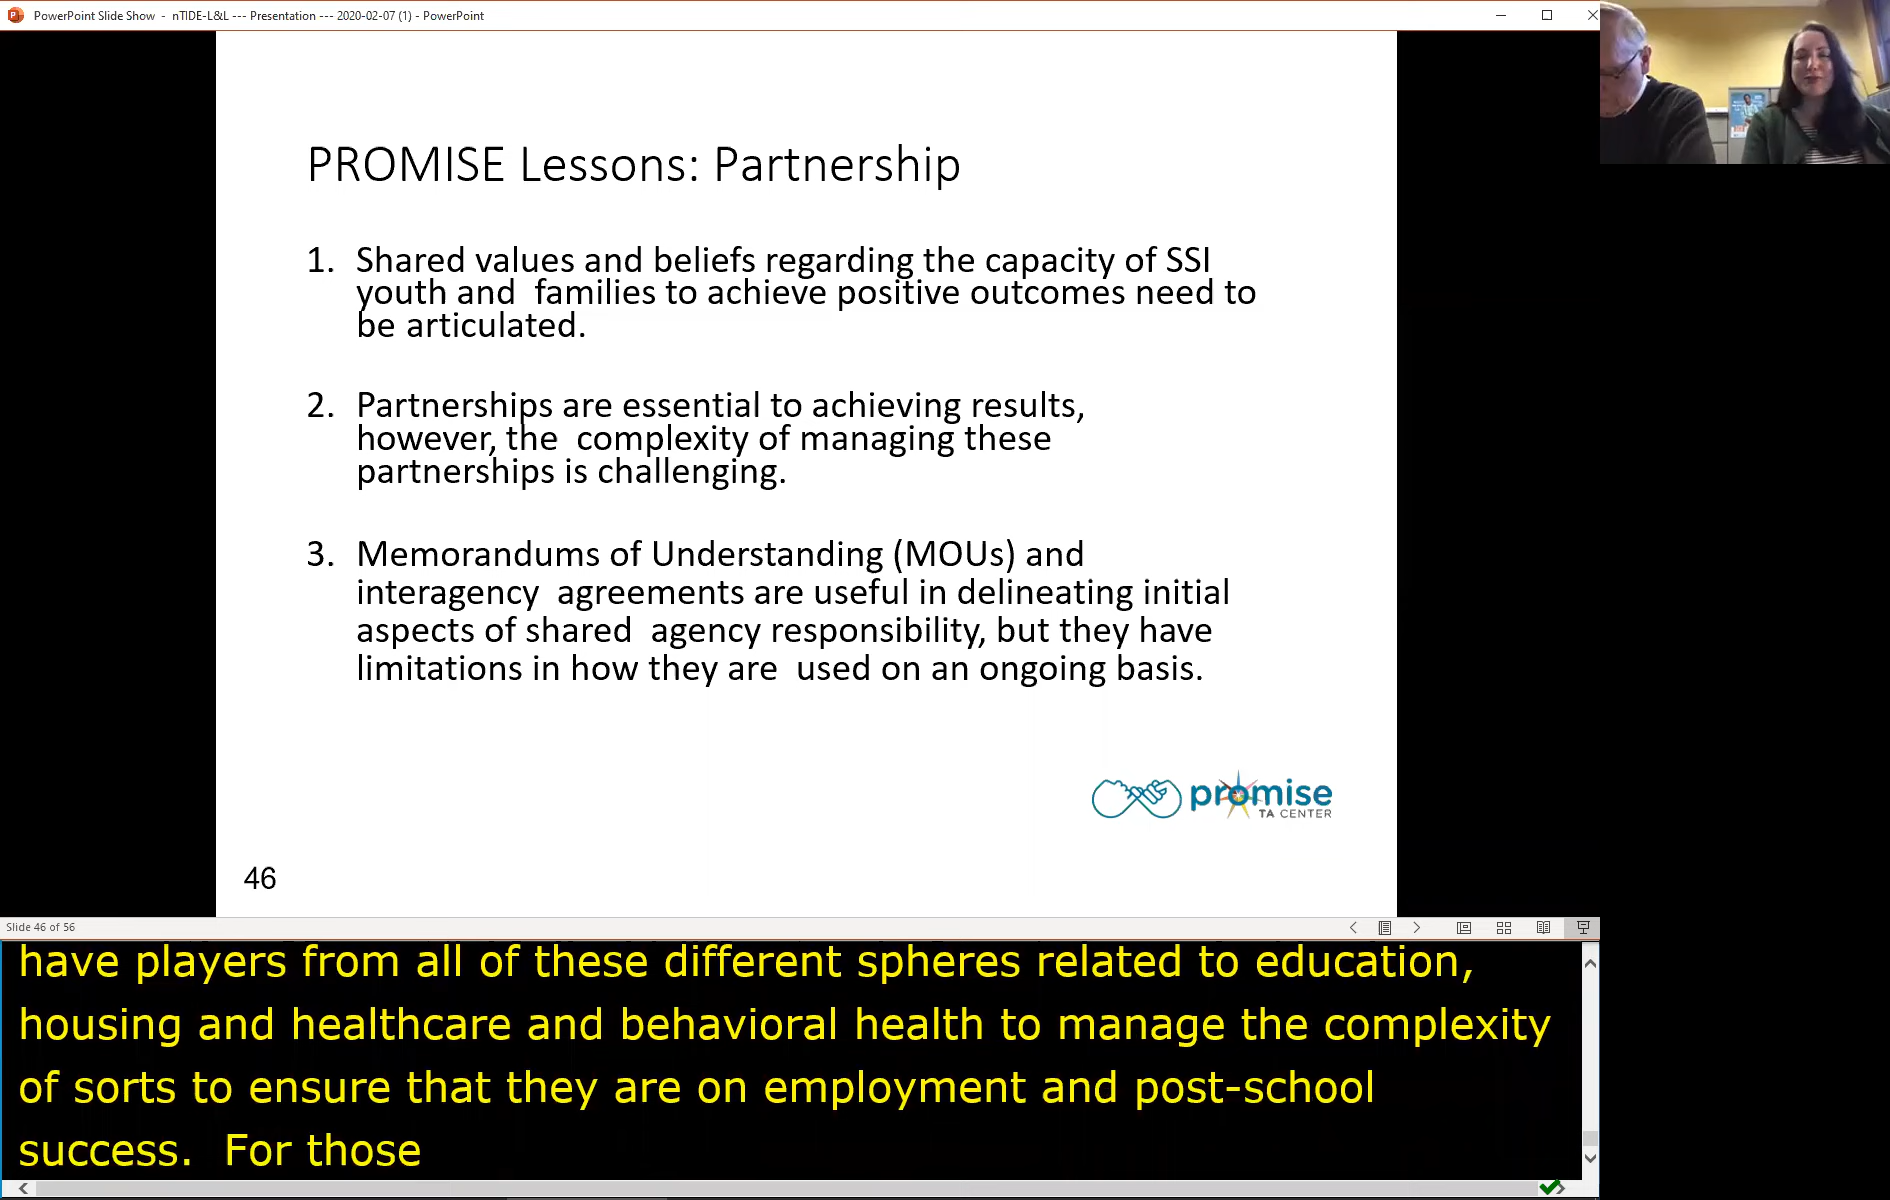 PowerPoint Slide Show - nTIDE-L&L --- Presentation --- 2020-02-07 (1) - PowerPoint
PROMISE Lessons: Partnership
1. Shared values and beliefs regarding the capacity of SSI
youth and families to achieve positive outcomes need to
be articulated.
2. Partnerships are essential to achieving results,
however, the complexity of managing these
partnerships is challenging.
3. Memorandums of Understanding (MOUs) and
interagency agreements are useful in delineating initial
aspects of shared agency responsibility, but they have
limitations in how they are used on an ongoing basis.
promise
TA CENTER
46
Slide 46 of 56
have players from all of these different spheres related to education,
housing and healthcare and behavioral health to manage the complexity
of sorts to ensure that they are on employment and post-school
success. For those